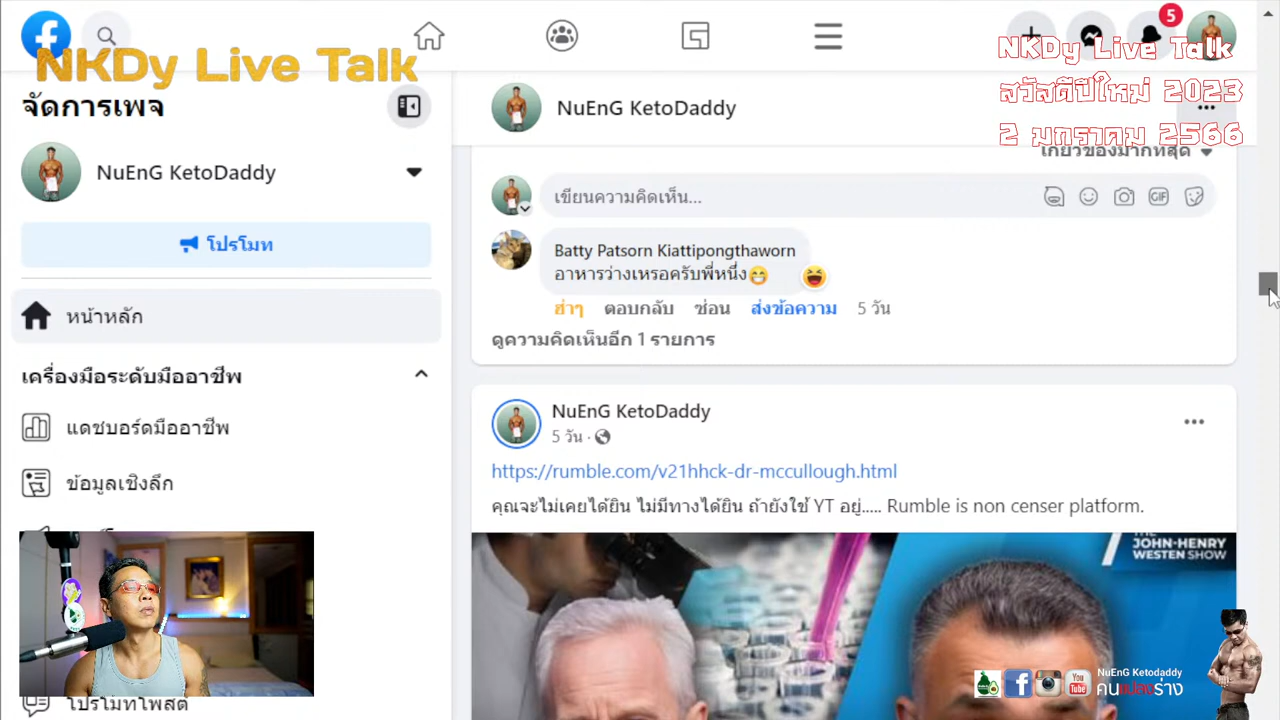 NKDy Live Talk
5
NKDy Live Talk
สวัสดีปีใหม่ 2023
2 มกราคม 2566
จัดการเพจ
NuEnG KetoDaddy
โปรโมท
หน้าหลัก
เครื่องมือระดับมืออาชีพ
แดชบอร์ดมืออาชีพ
ข้อมูลเชิงลึก
โปรโมทโพสต์
NuEnG KetoDaddy
เกี่ยวข้องมากที่สุด
เขียนความคิดเห็น...
GIF
Batty Patsorn Kiattipongthaworn
อาหารว่างเหรอครับพี่หนึ่ง😁
ฮ่าๆ ตอบกลับ ซ่อน ส่งข้อความ 5 วัน
ดูความคิดเห็นอีก 1 รายการ
NuEnG KetoDaddy
5 วัน ·
https://rumble.com/v21hhck-dr-mccullough.html
คุณจะไม่เคยได้ยิน ไม่มีทางได้ยิน ถ้ายังใช้ YT อยู่..... Rumble is non censer platform.
THE
JOHN-HENRY
WESTEN SHOW
You
Tube
NuEnG Ketodaddy
คนแปลงร่าง